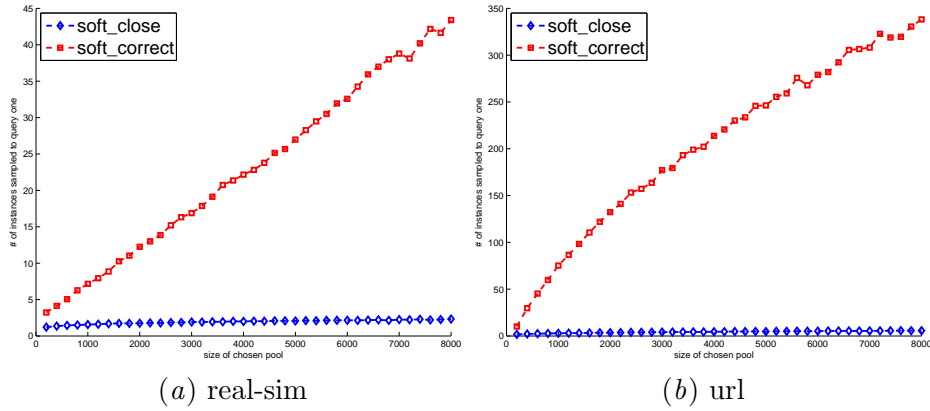 soft_close
soft_correct
# of instances sampled to query one
45
40
35
30
25
20
15
10
5
0
0 1000 2000 3000 4000 5000 6000 7000 8000
size of chosen pool
(a) real-sim
soft_close
soft_correct
# of instances sampled to query one
350
300
250
200
150
100
50
0
0 1000 2000 3000 4000 5000 6000 7000 8000
size of chosen pool
(b) url